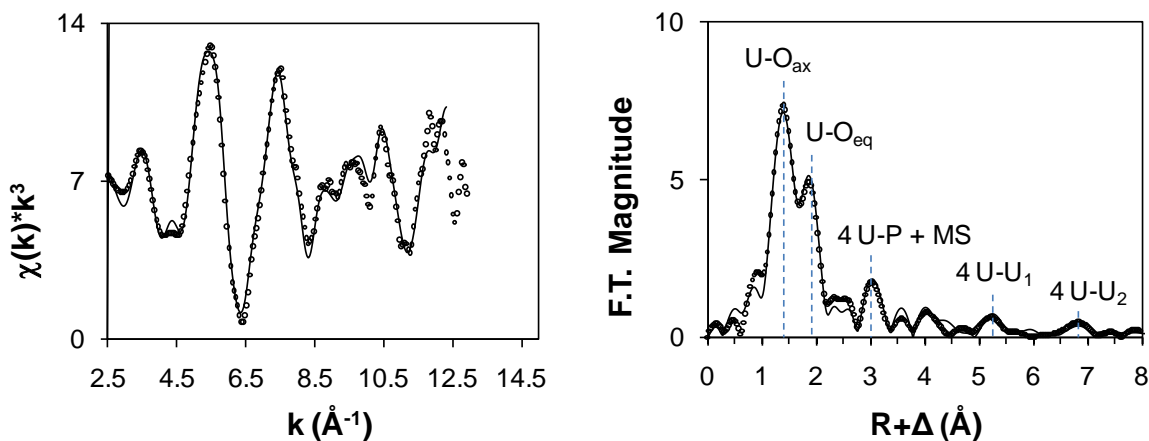 14
7
0
χ(k)*k³
2.5 4.5 6.5 8.5 10.5 12.5 14.5
k (Å⁻¹)
10
5
0
F.T. Magnitude
U-Oax
U-Oeq
4 U-P + MS
4 U-U₁
4 U-U₂
0 1 2 3 4 5 6 7 8
R+Δ (Å)